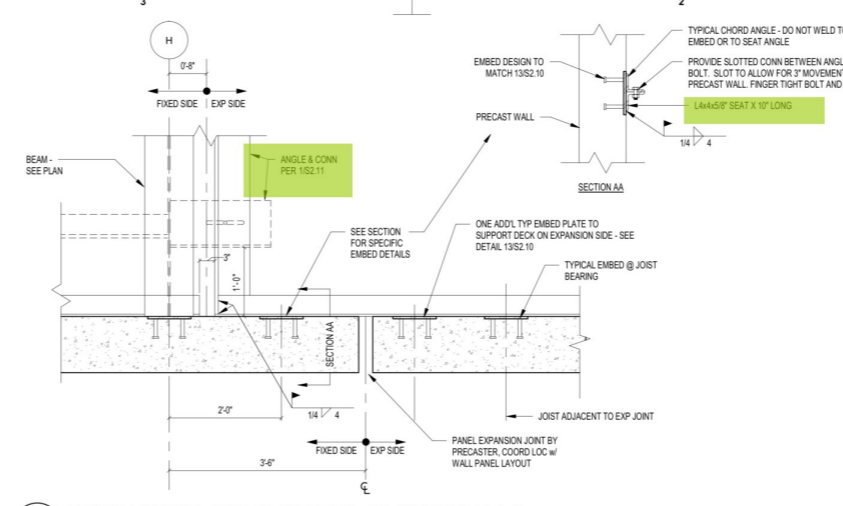 3
2
H
0'-8"
FIXED SIDE
EXP SIDE
BEAM -
SEE PLAN
ANGLE & CONN
PER 1/S2.11
3"
1'-0"
SEE SECTION
FOR SPECIFIC
EMBED DETAILS
SECTION AA
2'-0"
1/4
4
FIXED SIDE
EXP SIDE
3'-6"
℄
EMBED DESIGN TO
MATCH 13/S2.10
PRECAST WALL
TYPICAL CHORD ANGLE - DO NOT WELD
EMBED OR TO SEAT ANGLE
PROVIDE SLOTTED CONN BETWEEN
BOLT. SLOT TO ALLOW FOR 3" MOVEMENT
PRECAST WALL. FINGER TIGHT BOLT AND
L4x4x5/8" SEAT X 10" LONG
1/4
4
SECTION AA
ONE ADD'L TYP EMBED PLATE TO
SUPPORT DECK ON EXPANSION SIDE - SEE
DETAIL 13/S2.10
TYPICAL EMBED @ JOIST
BEARING
JOIST ADJACENT TO EXP JOINT
PANEL EXPANSION JOINT BY
PRECASTER, COORD LOC w/
WALL PANEL LAYOUT